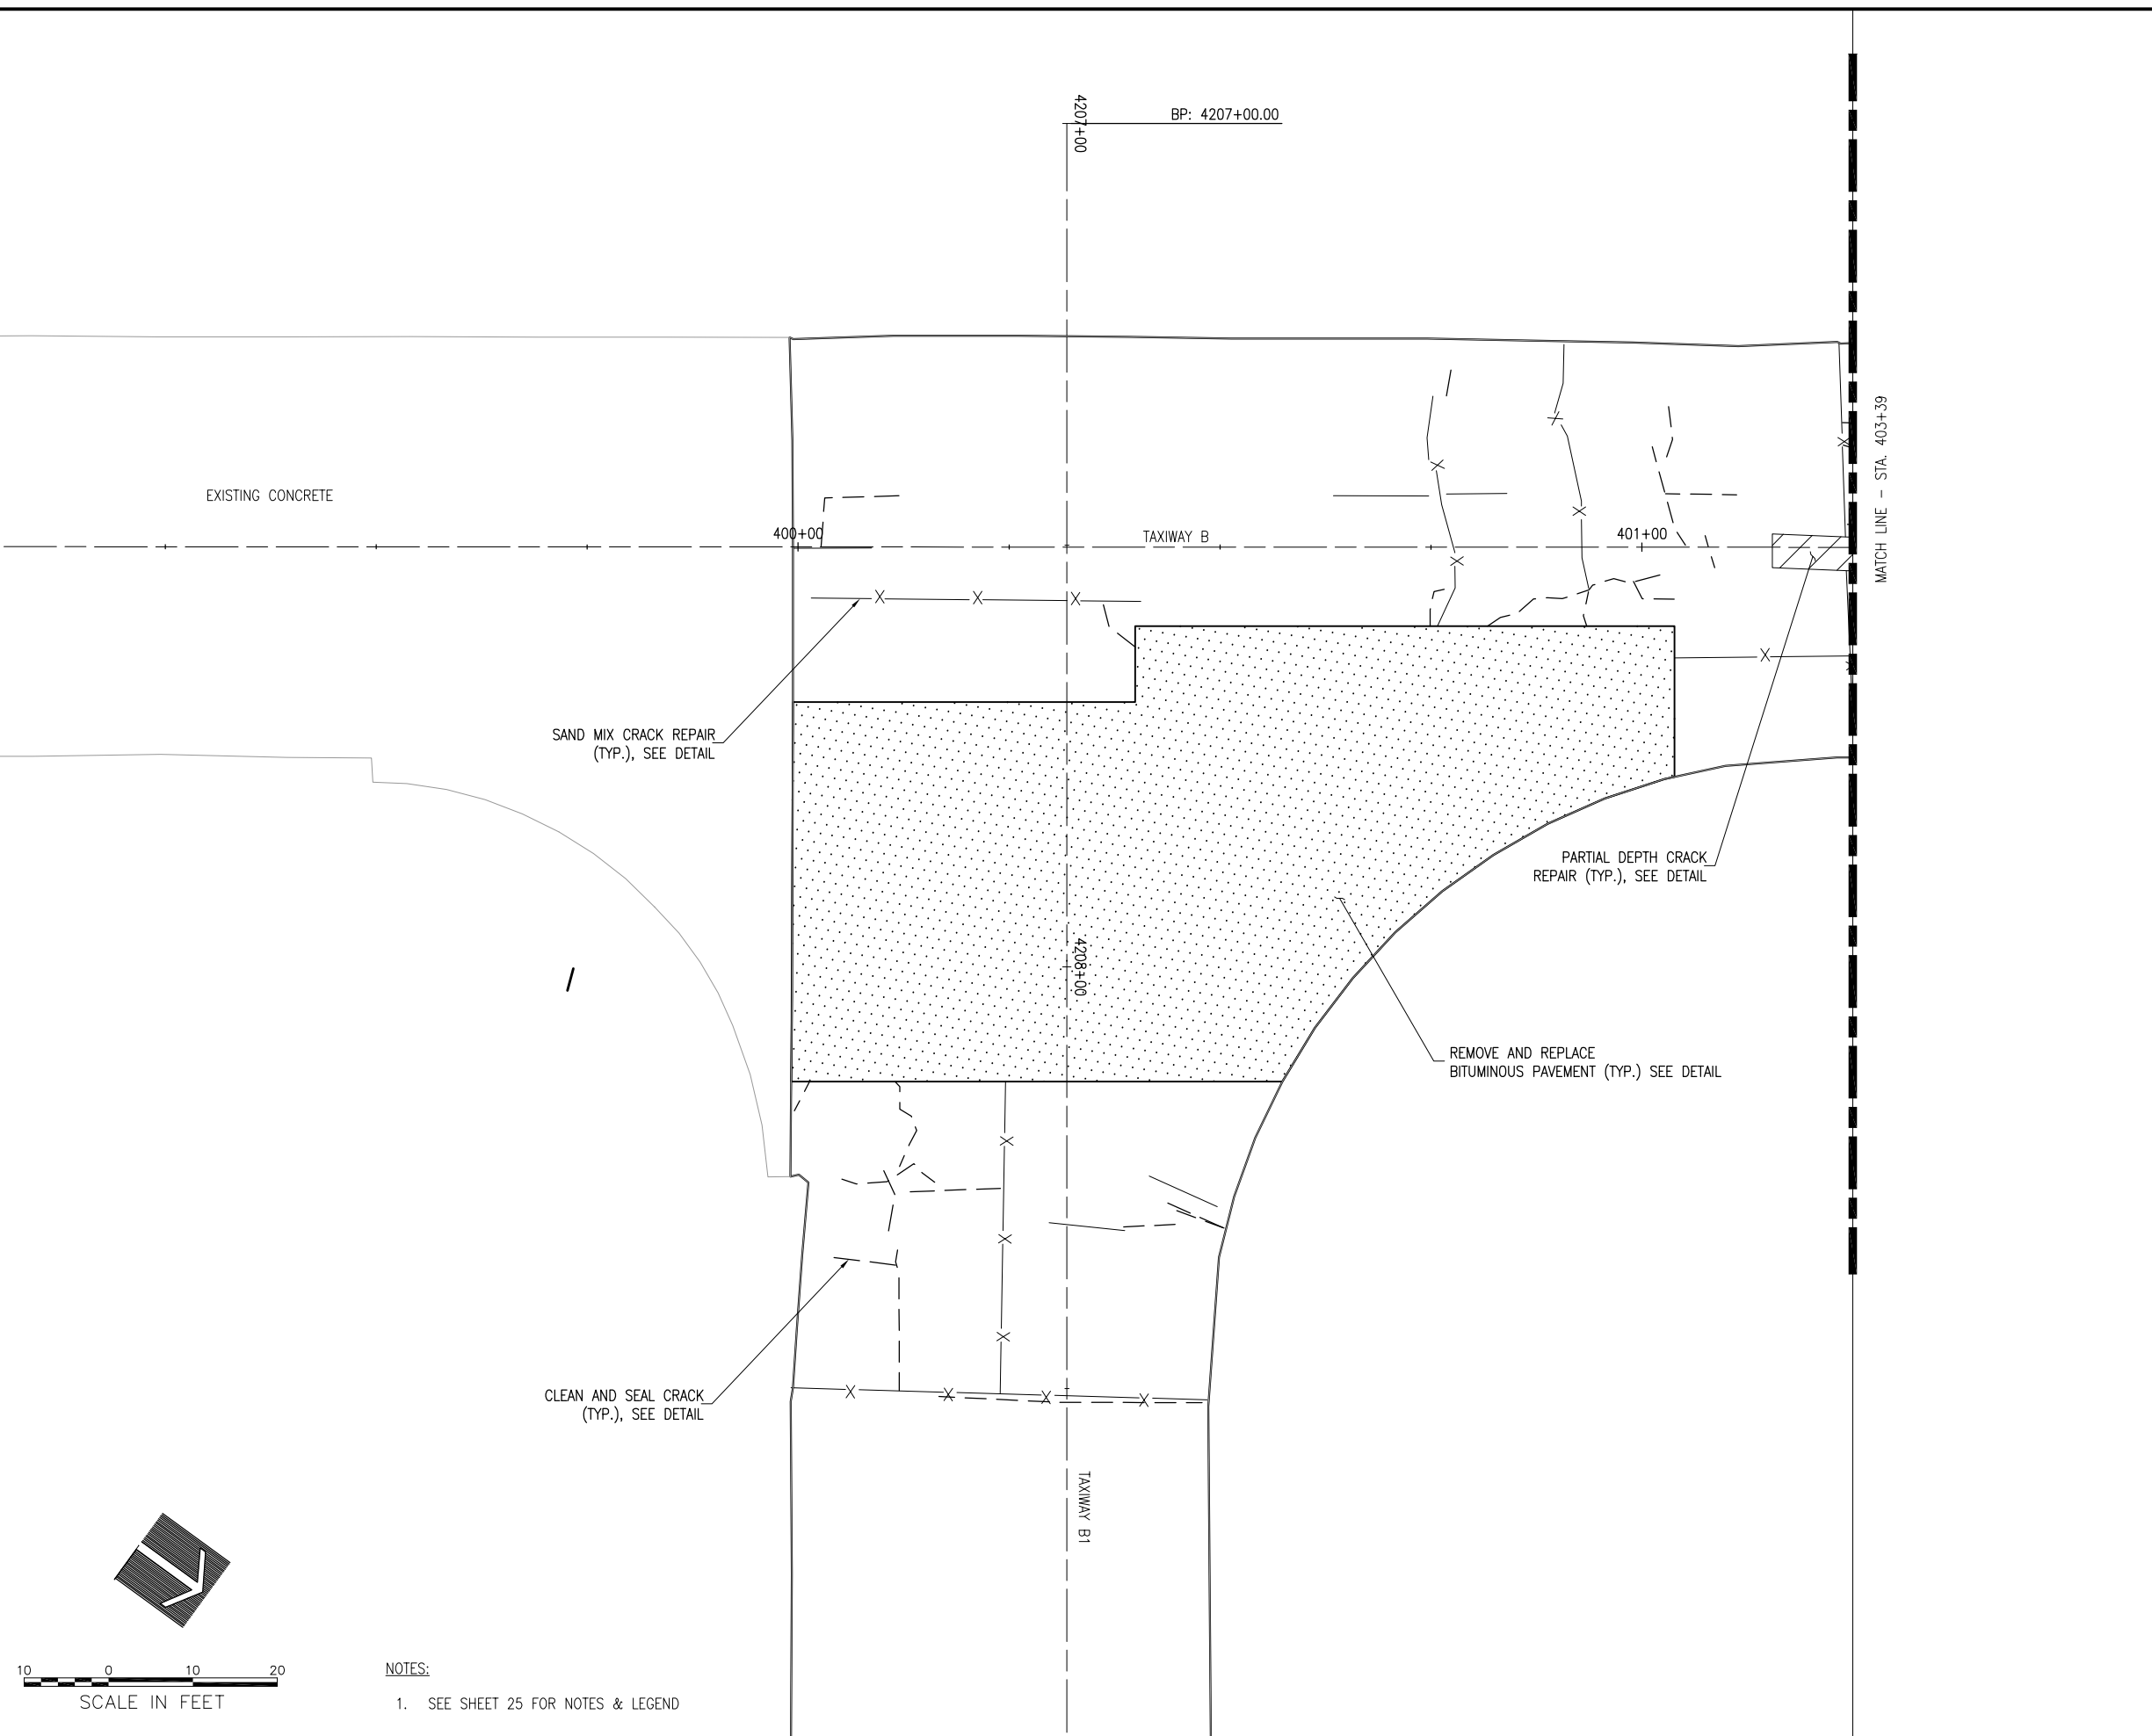 4207+00
BP: 4207+00.00
EXISTING CONCRETE
400+00
TAXIWAY B
401+00
MATCH LINE - STA. 403+39
SAND MIX CRACK REPAIR
(TYP.), SEE DETAIL
PARTIAL DEPTH CRACK
REPAIR (TYP.), SEE DETAIL
4208+00
REMOVE AND REPLACE
BITUMINOUS PAVEMENT (TYP.) SEE DETAIL
CLEAN AND SEAL CRACK
(TYP.), SEE DETAIL
TAXIWAY B1
10 0 10 20
SCALE IN FEET
NOTES:
1. SEE SHEET 25 FOR NOTES & LEGEND